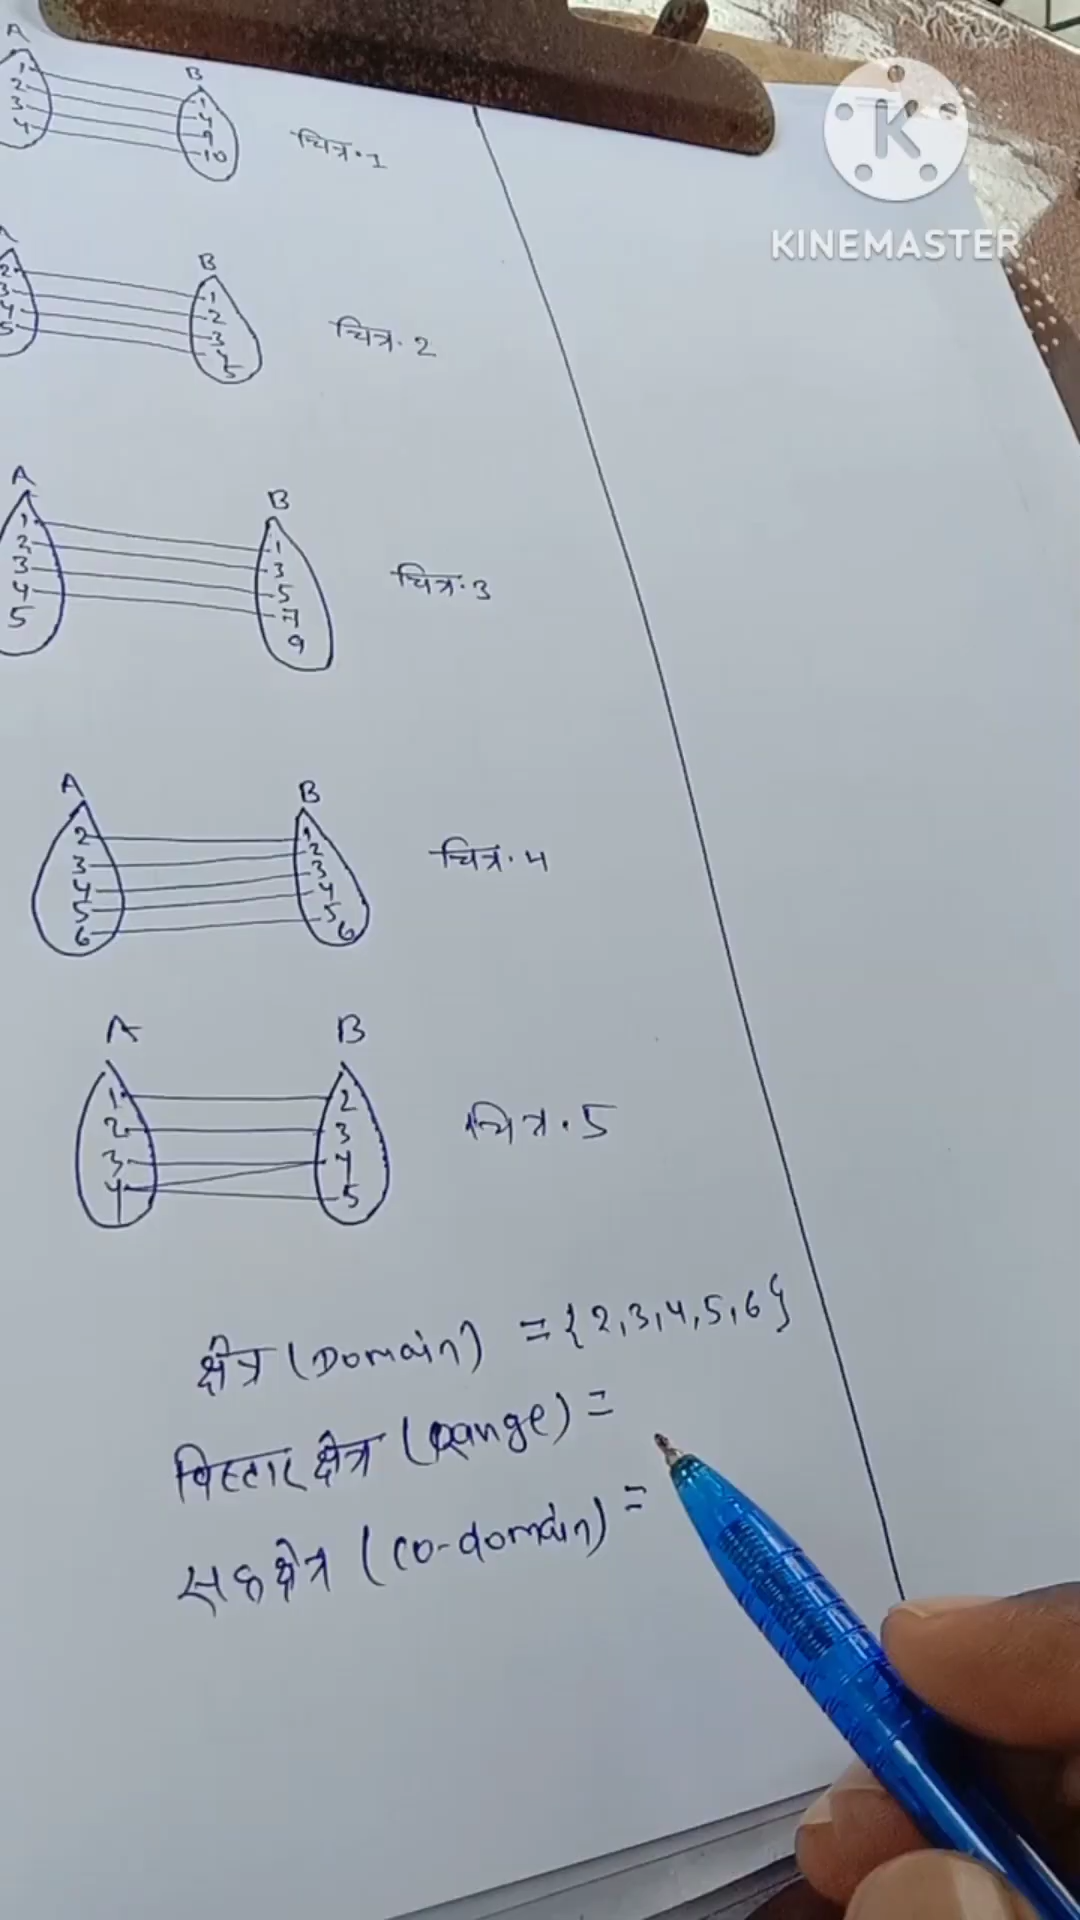 A
B
1
1
2
4
3
9
4
10
चित्र.1
A
B
2
1
3
2
4
3
5
4
5
चित्र.2
A
B
1
1
2
3
3
5
4
7
5
9
चित्र.3
A
B
2
1
3
2
4
3
5
4
6
5
6
चित्र.4
A
B
1
2
2
3
3
4
4
5
चित्र.5
क्षेत्र (Domain) = {2,3,4,5,6}
विस्तार क्षेत्र (Range) =
सहक्षेत्र (co-domain) =
K
KINEMASTER